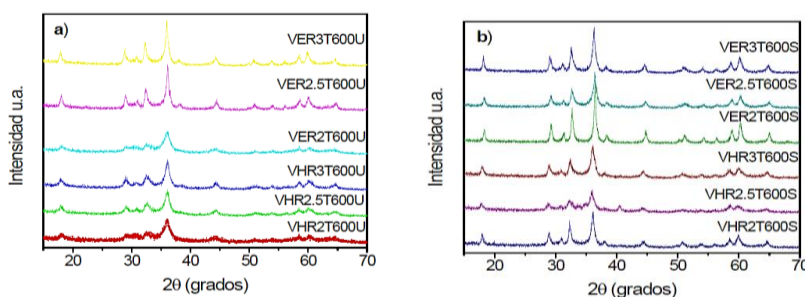 a)
Intensidad u.a.
VER3T600U
VER2.5T600U
VER2T600U
VHR3T600U
VHR2.5T600U
VHR2T600U
20 30 40 50 60 70
2θ (grados)
b)
Intensidad u.a.
VER3T600S
VER2.5T600S
VER2T600S
VHR3T600S
VHR2.5T600S
VHR2T600S
20 30 40 50 60 70
2θ (grados)